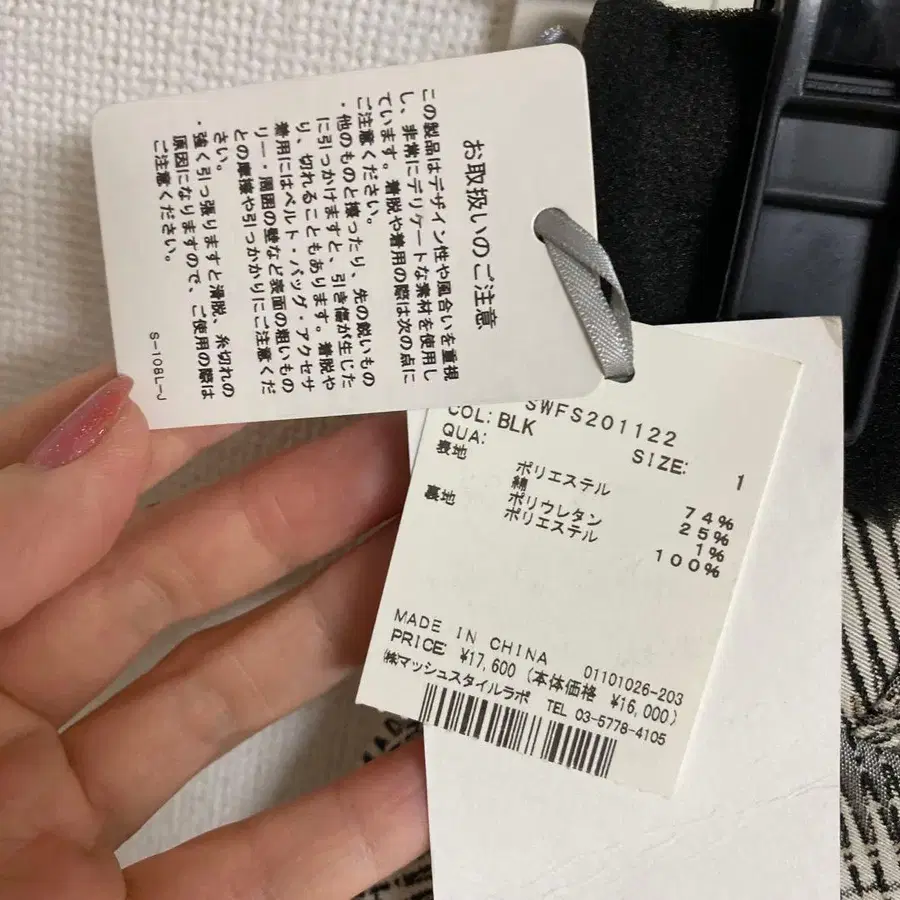 お取扱いのご注意
この製品はデザイン性や風合いを重視
し、非常にデリケートな素材を使用し
ています。着脱や着用の際は次の点に
ご注意ください。
・他のものと擦ったり、先の鋭いもの
に引っかけますと、引き傷が生じた
り、切れることもあります。着脱や
着用にはベルト・バッグ・アクセサ
リー・周囲の壁など表面の粗いもの
との摩擦や引っかかりにご注意くだ
さい。
・強く引っ張りますと滑脱、糸切れの
原因になりますので、ご使用の際は
ご注意ください。
S-108L-J
SWFS201122
COL: BLK SIZE: 1
QUA:
表地 ポリエステル 74%
綿 25%
ポリウレタン 1%
裏地 ポリエステル 100%
MADE IN CHINA 01101026-203
PRICE: ¥17,600 (本体価格 ¥16,000)
㈱マッシュスタイルラボ TEL 03-5778-4105